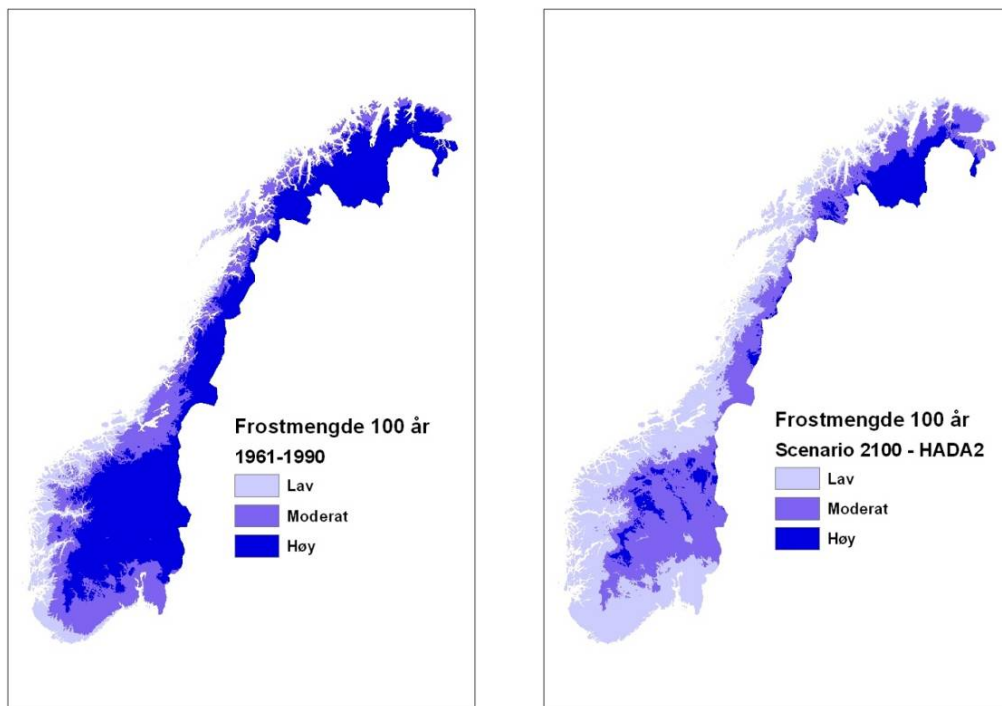 Frostmengde 100 år
1961-1990
Lav
Moderat
Høy
Frostmengde 100 år
Scenario 2100 - HADA2
Lav
Moderat
Høy